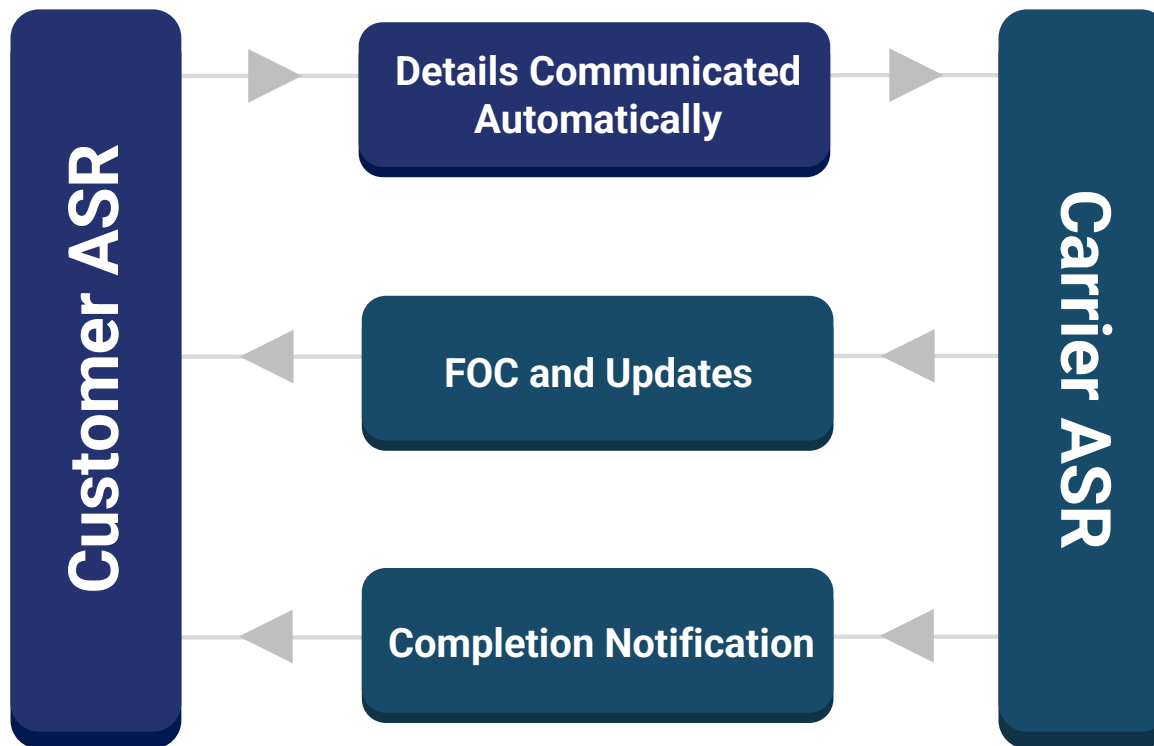 Customer ASR
Details Communicated
Automatically
FOC and Updates
Completion Notification
Carrier ASR